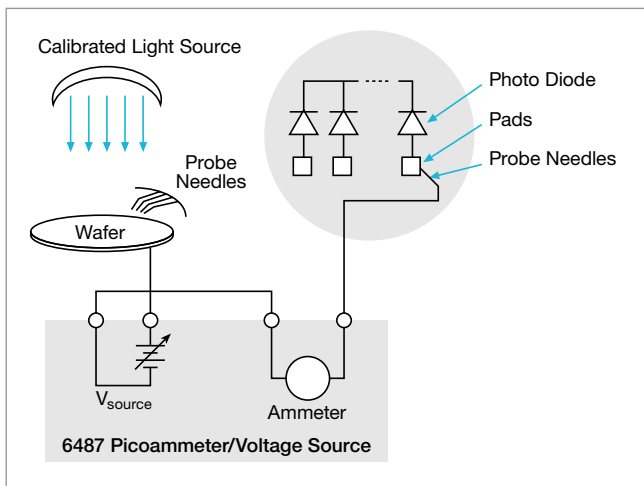 Calibrated Light Source
Photo Diode
Pads
Probe Needles
Probe
Needles
Wafer
Vsource
Ammeter
6487 Picoammeter/Voltage Source